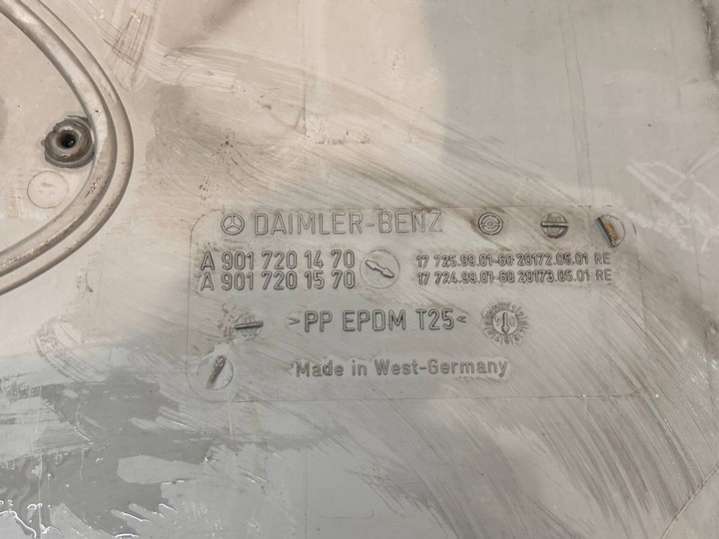 DAIMLER-BENZ
A 901 720 14 70
A 901 720 15 70
17 725.99.01-60 29172.05.01 RE
17 724.99.01-60 29173.05.01 RE
>PP EPDM T25<
Made in West-Germany